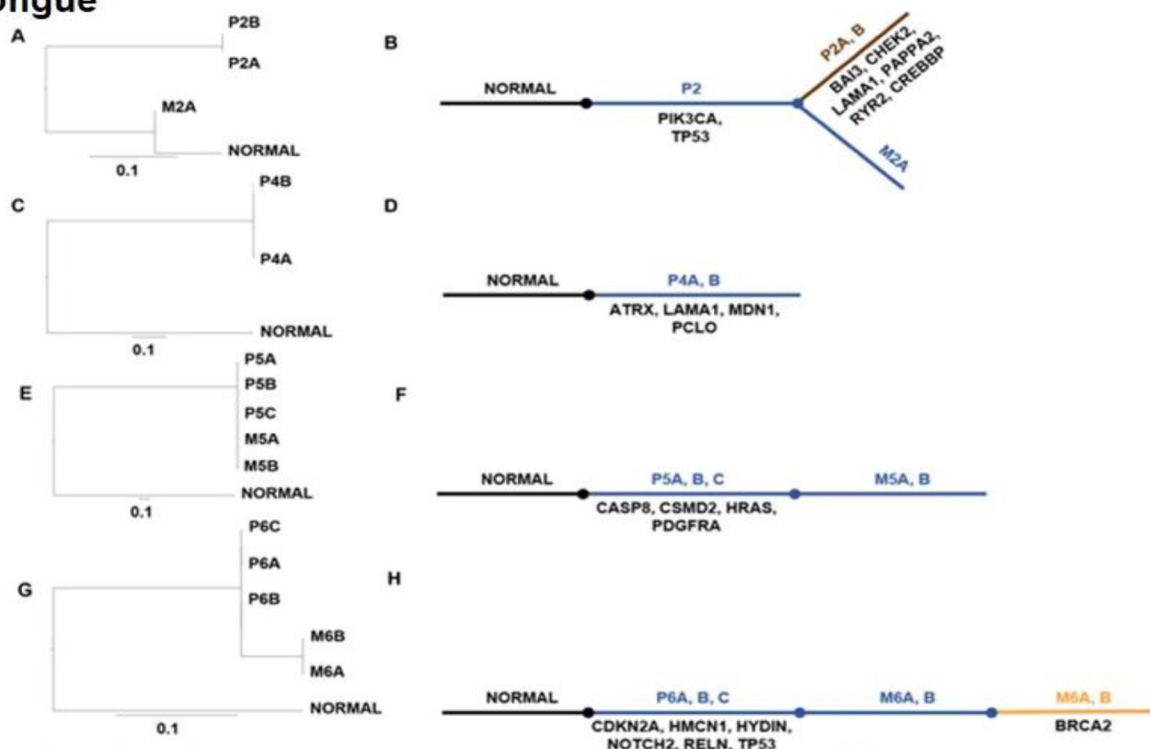 A
P2B
P2A
M2A
NORMAL
0.1
B
NORMAL
P2
PIK3CA,
TP53
P2A, B
BAI3, CHEK2,
LAMA1, PAPPA2,
RYR2, CREBBP
M2A
C
P4B
P4A
NORMAL
0.1
D
NORMAL
P4A, B
ATRX, LAMA1, MDN1,
PCLO
E
P5A
P5B
P5C
M5A
M5B
NORMAL
0.1
F
NORMAL
P5A, B, C
M5A, B
CASP8, CSMD2, HRAS,
PDGFRA
G
P6C
P6A
P6B
M6B
M6A
NORMAL
0.1
H
NORMAL
P6A, B, C
M6A, B
M6A, B
CDKN2A, HMCN1, HYDIN,
NOTCH2, RELN, TP53
BRCA2